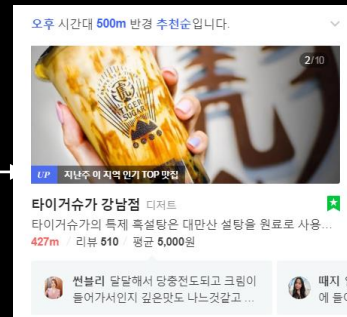 오후 시간대 500m 반경 추천순입니다.
2/10
TIGER
SUGAR
UP 지난주 이 지역 인기 TOP 맛집
타이거슈가 강남점 디저트
타이거슈가의 특제 흑설탕은 대만산 설탕을 원료로 사용...
427m / 리뷰 510 / 평균 5,000원
썬블리 달달해서 당중전도되고 크림이
들어가서인지 깊은맛도 나느것같고 ...
때지
에 들어